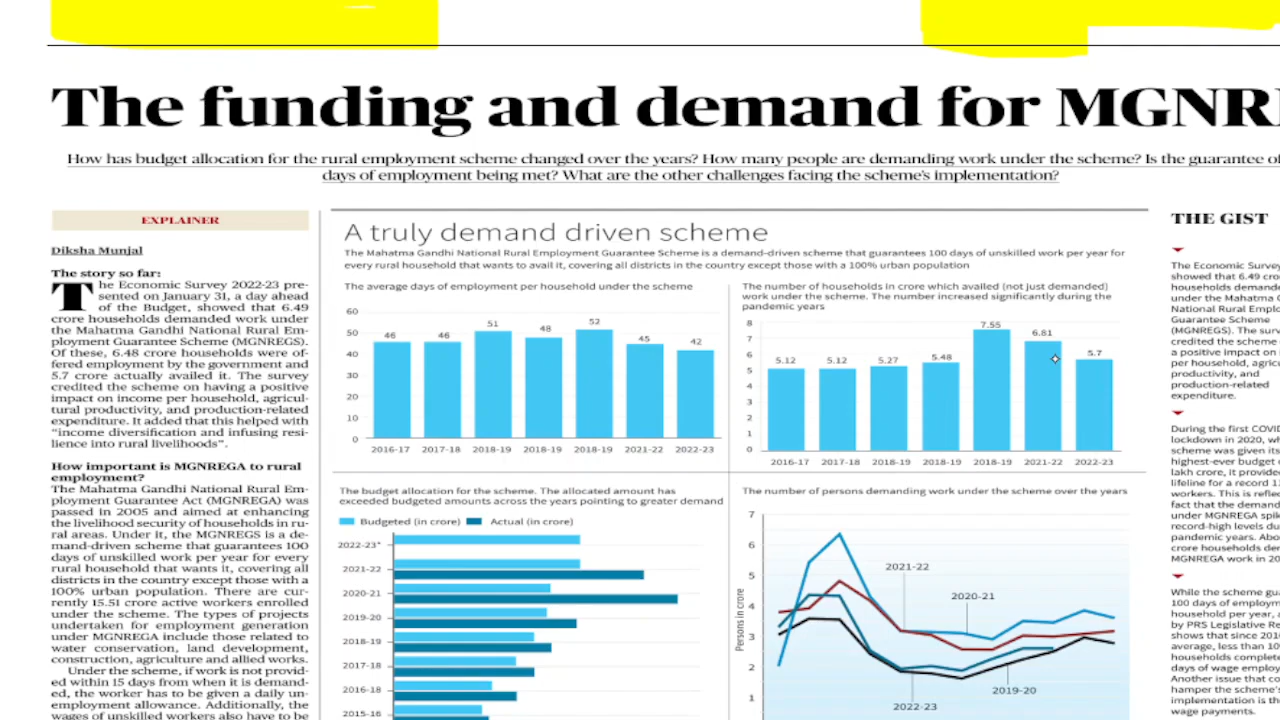 The funding and demand for MGNR
How has budget allocation for the rural employment scheme changed over the years? How many people are demanding work under the scheme? Is the guarantee of
days of employment being met? What are the other challenges facing the scheme's implementation?
EXPLAINER
Diksha Munjal
The story so far:
The Economic Survey 2022-23 pre-
sented on January 31, a day ahead
of the Budget, showed that 6.49
crore households demanded work under
the Mahatma Gandhi National Rural Em-
ployment Guarantee Scheme (MGNREGS).
Of these, 6.48 crore households were of-
fered employment by the government and
5.7 crore actually availed it. The survey
credited the scheme on having a positive
impact on income per household, agricul-
tural productivity, and production-related
expenditure. It added that this helped with
"income diversification and infusing resi-
lience into rural livelihoods".
How important is MGNREGA to rural
employment?
The Mahatma Gandhi National Rural Em-
ployment Guarantee Act (MGNREGA) was
passed in 2005 and aimed at enhancing
the livelihood security of households in ru-
ral areas. Under it, the MGNREGS is a de-
mand-driven scheme that guarantees 100
days of unskilled work per year for every
rural household that wants it, covering all
districts in the country except those with a
100% urban population. There are cur-
rently 15.51 crore active workers enrolled
under the scheme. The types of projects
undertaken for employment generation
under MGNREGA include those related to
water conservation, land development,
construction, agriculture and allied works.
Under the scheme, if work is not provid-
ed within 15 days from when it is demand-
ed, the worker has to be given a daily un-
employment allowance. Additionally, the
wages of unskilled workers also have to be
A truly demand driven scheme
The Mahatma Gandhi National Rural Employment Guarantee Scheme is a demand-driven scheme that guarantees 100 days of unskilled work per year for
every rural household that wants to avail it, covering all districts in the country except those with a 100% urban population
The average days of employment per household under the scheme
60
50
40
30
20
10
0
46
46
51
48
52
45
42
2016-17
2017-18
2018-19
2018-19
2018-19
2021-22
2022-23
The number of households in crore which availed (not just demanded)
work under the scheme. The number increased significantly during the
pandemic years
8
7
6
5
4
3
2
1
0
5.12
5.12
5.27
5.48
7.55
6.81
5.7
2016-17
2017-18
2018-19
2018-19
2018-19
2021-22
2022-23
The budget allocation for the scheme. The allocated amount has
exceeded budgeted amounts across the years pointing to greater demand
Budgeted (in crore)
Actual (in crore)
2022-23*
2021-22
2020-21
2019-20
2018-19
2017-18
2016-18
2015-16
The number of persons demanding work under the scheme over the years
Persons in crore
7
6
5
4
3
2
1
2021-22
2020-21
2019-20
2022-23
THE GIST
The Economic Survey
showed that 6.49 cro
households demande
under the Mahatma G
National Rural Emplo
Guarantee Scheme
(MGNREGS). The surv
credited the scheme
a positive impact on
per household, agricu
productivity, and
production-related
expenditure.
During the first COVID
lockdown in 2020, wh
scheme was given its
highest-ever budget o
lakh crore, it provided
lifeline for a record 11
workers. This is reflec
fact that the demand
under MGNREGA spik
record-high levels du
pandemic years. Abo
crore households den
MGNREGA work in 20
While the scheme gua
100 days of employm
household per year, a
by PRS Legislative Re
shows that since 201
average, less than 10
households complete
days of wage employ
Another issue that co
hamper the scheme's
implementation is the
wage payments.